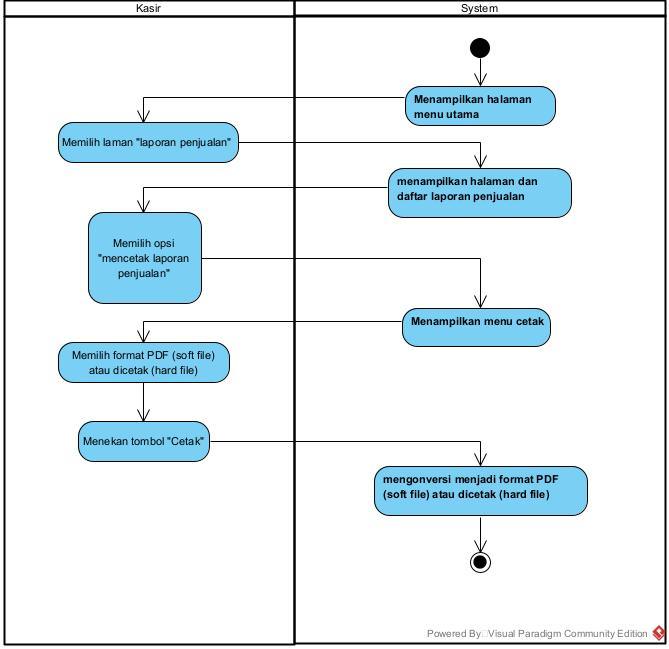 Kasir
System
Menampilkan halaman
menu utama
Memilih laman "laporan penjualan"
menampilkan halaman dan
daftar laporan penjualan
Memilih opsi
"mencetak laporan
penjualan"
Menampilkan menu cetak
Memilih format PDF (soft file)
atau dicetak (hard file)
Menekan tombol "Cetak"
mengonversi menjadi format PDF
(soft file) atau dicetak (hard file)
Powered By Visual Paradigm Community Edition